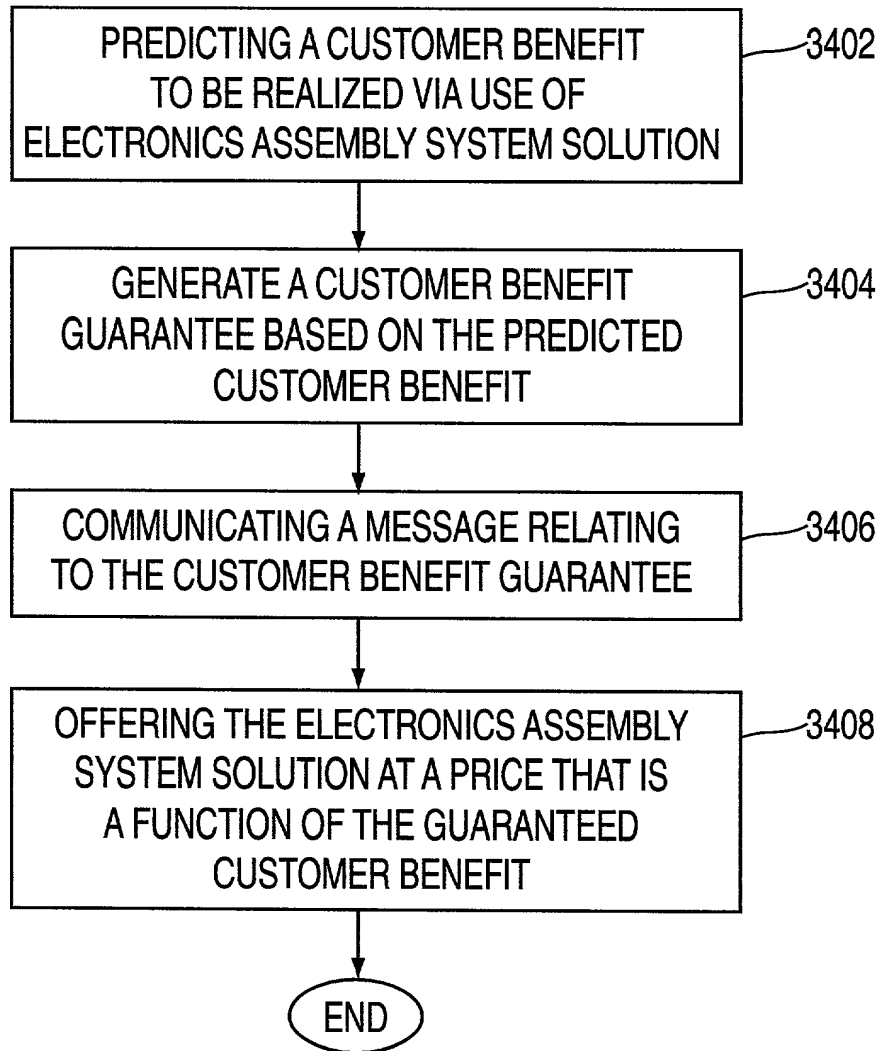 PREDICTING A CUSTOMER BENEFIT
TO BE REALIZED VIA USE OF
ELECTRONICS ASSEMBLY SYSTEM SOLUTION
3402
GENERATE A CUSTOMER BENEFIT
GUARANTEE BASED ON THE PREDICTED
CUSTOMER BENEFIT
3404
COMMUNICATING A MESSAGE RELATING
TO THE CUSTOMER BENEFIT GUARANTEE
3406
OFFERING THE ELECTRONICS ASSEMBLY
SYSTEM SOLUTION AT A PRICE THAT IS
A FUNCTION OF THE GUARANTEED
CUSTOMER BENEFIT
3408
END